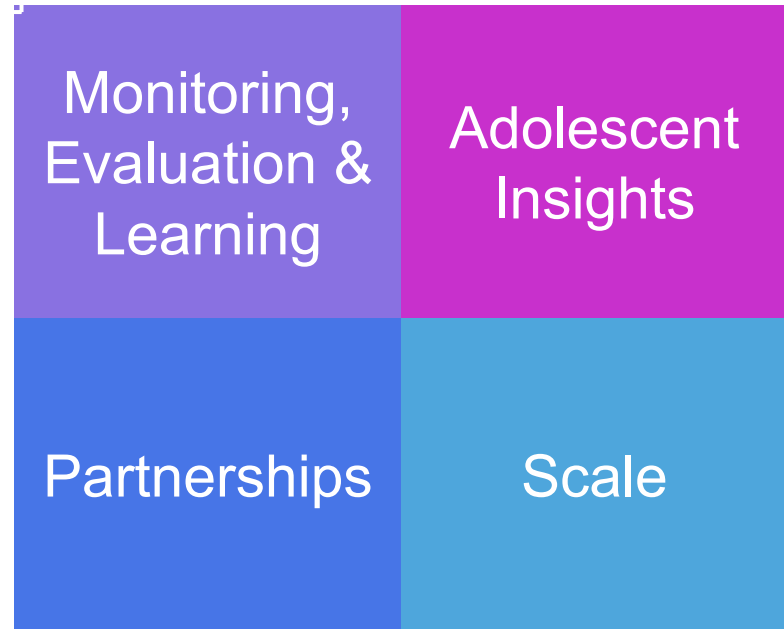 Monitoring,
Evaluation &
Learning
Adolescent
Insights
Partnerships
Scale